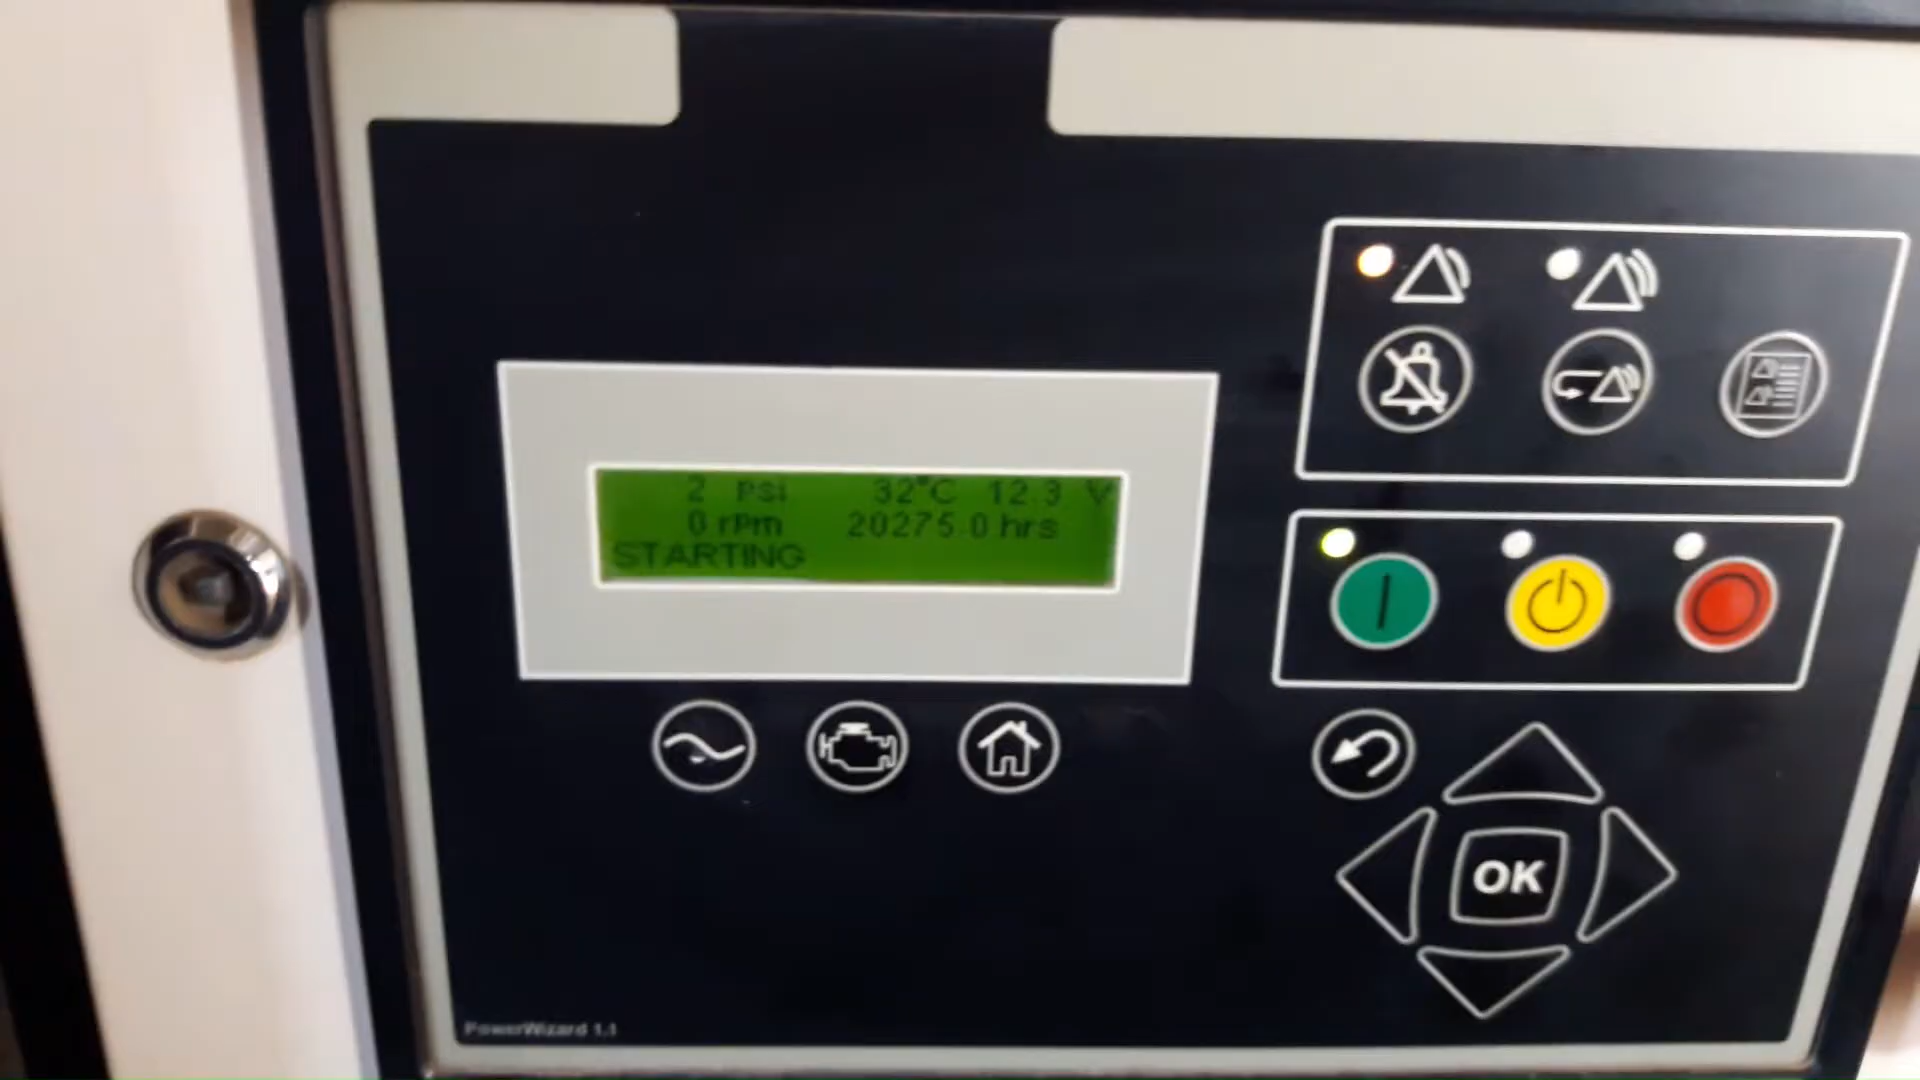 2 psi 32°C 12.3 V
0 rpm 20275.0 hrs
STARTING
OK
PowerWizard 1.1